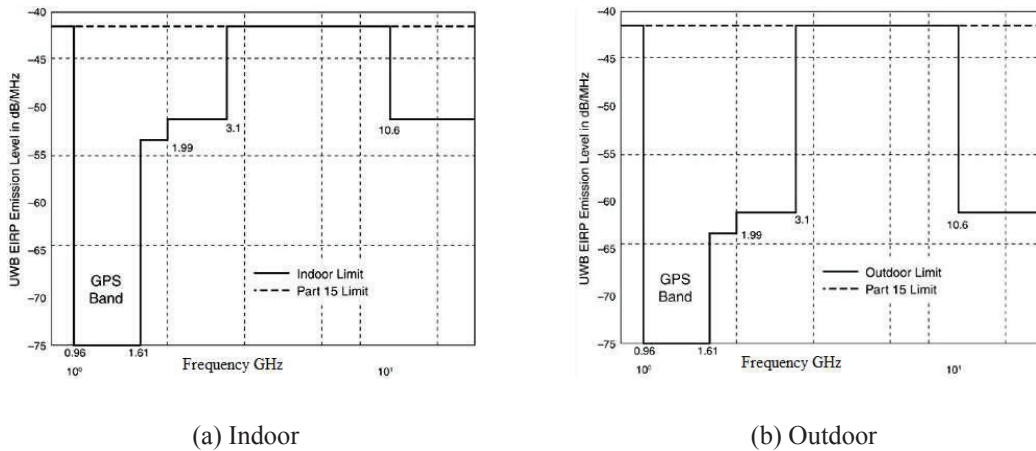 UWB EIRP Emission Level in dB/MHz
−40
−45
−50
−55
−60
−65
−70
−75
1.99
3.1
10.6
GPS
Band
Indoor Limit
Part 15 Limit
0.96
1.61
Frequency GHz
10⁰
10¹
(a) Indoor
UWB EIRP Emission Level in dB/MHz
−40
−45
−50
−55
−60
−65
−70
−75
1.99
3.1
10.6
GPS
Band
Outdoor Limit
Part 15 Limit
0.96
1.61
Frequency GHz
10⁰
10¹
(b) Outdoor